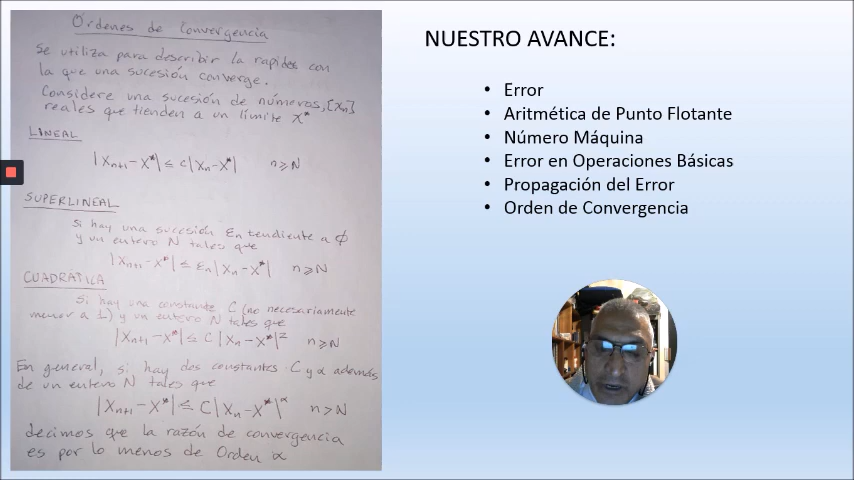 Ordenes de Convergencia
Se utiliza para describir la rapides con
la que una sucesión converge.
Considere una sucesión de números, [Xn]
reales que tienden a un límite X*
LINEAL
|Xn+1 - X*| ≤ c|Xn - X*| n≥N
SUPERLINEAL
Si hay una sucesión En tendiente a ϕ
y un entero N tales que
|Xn+1 - X*| ≤ εn|Xn - X*| n≥N
CUADRÁTICA
Si hay una constante C (no necesariamente
menor a 1) y un entero N tales que
|Xn+1 - X*| ≤ C|Xn - X*|² n≥N
En general, si hay dos constantes C y α además
de un entero N tales que
|Xn+1 - X*| ≤ C|Xn - X*|^α n>N
decimos que la razón de convergencia
es por lo menos de Orden α
NUESTRO AVANCE:
• Error
• Aritmética de Punto Flotante
• Número Máquina
• Error en Operaciones Básicas
• Propagación del Error
• Orden de Convergencia